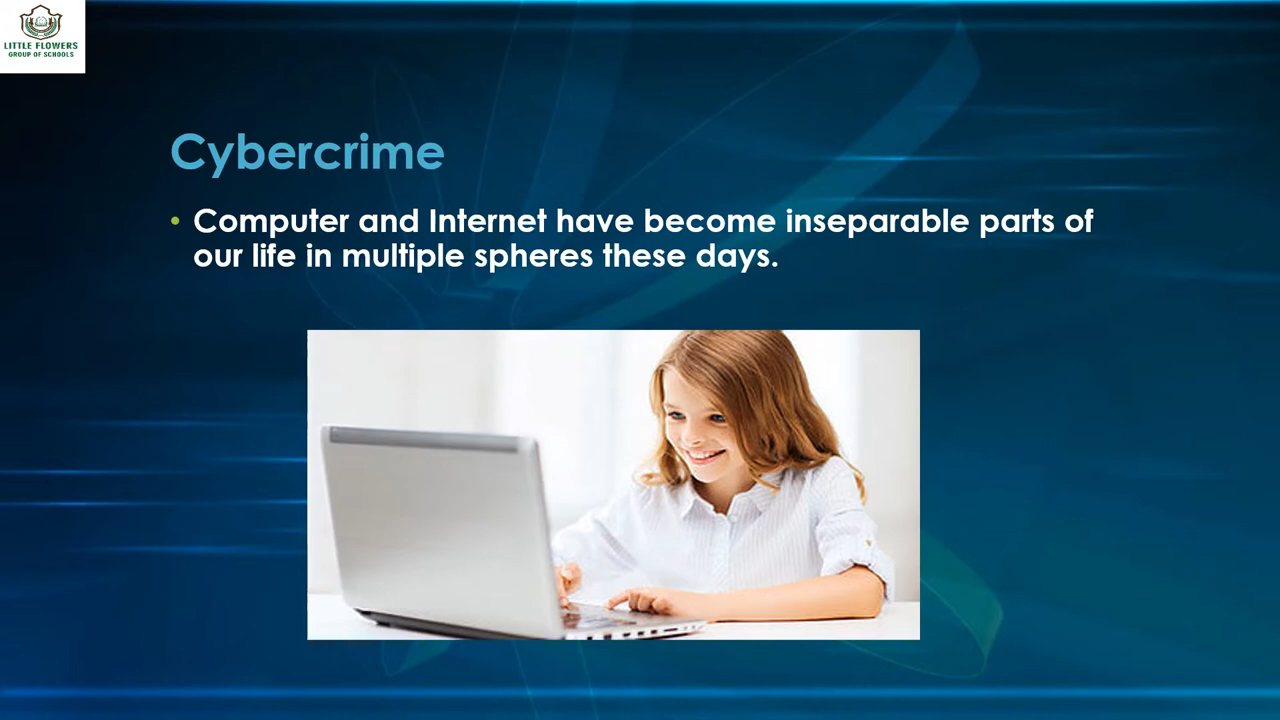 LITTLE FLOWERS
GROUP OF SCHOOLS
Cybercrime
• Computer and Internet have become inseparable parts of
our life in multiple spheres these days.